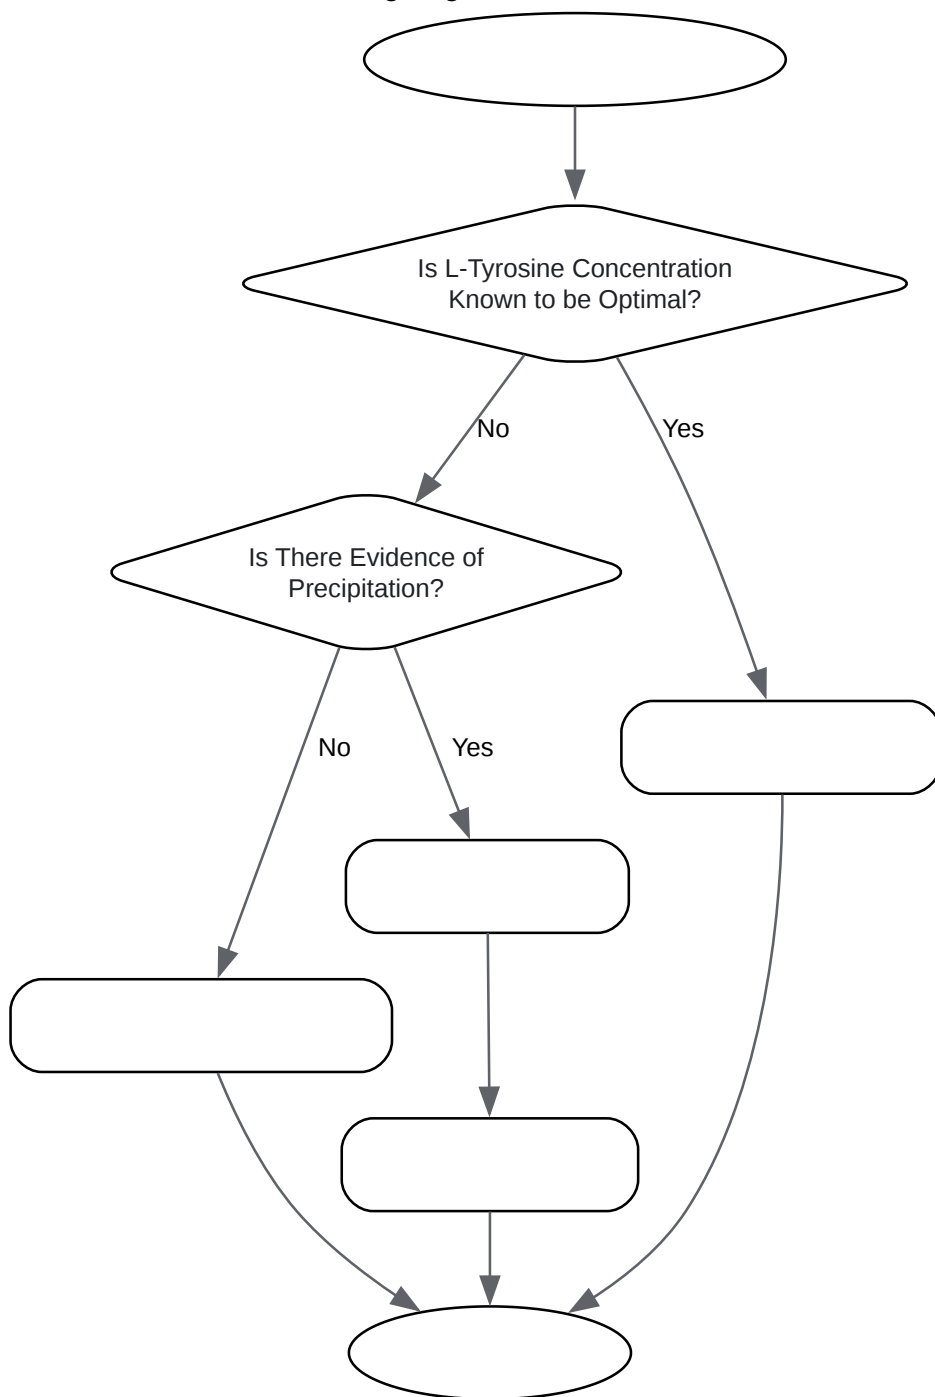 Is L-Tyrosine Concentration
Known to be Optimal?
No
Yes
Is There Evidence of
Precipitation?
No
Yes